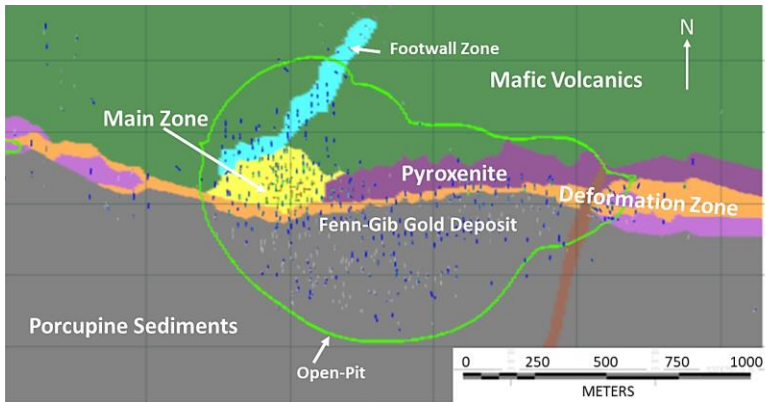 N
Footwall Zone
Mafic Volcanics
Main Zone
Pyroxenite
Deformation Zone
Fenn-Gib Gold Deposit
Porcupine Sediments
Open-Pit
0 250 500 750 1000
METERS